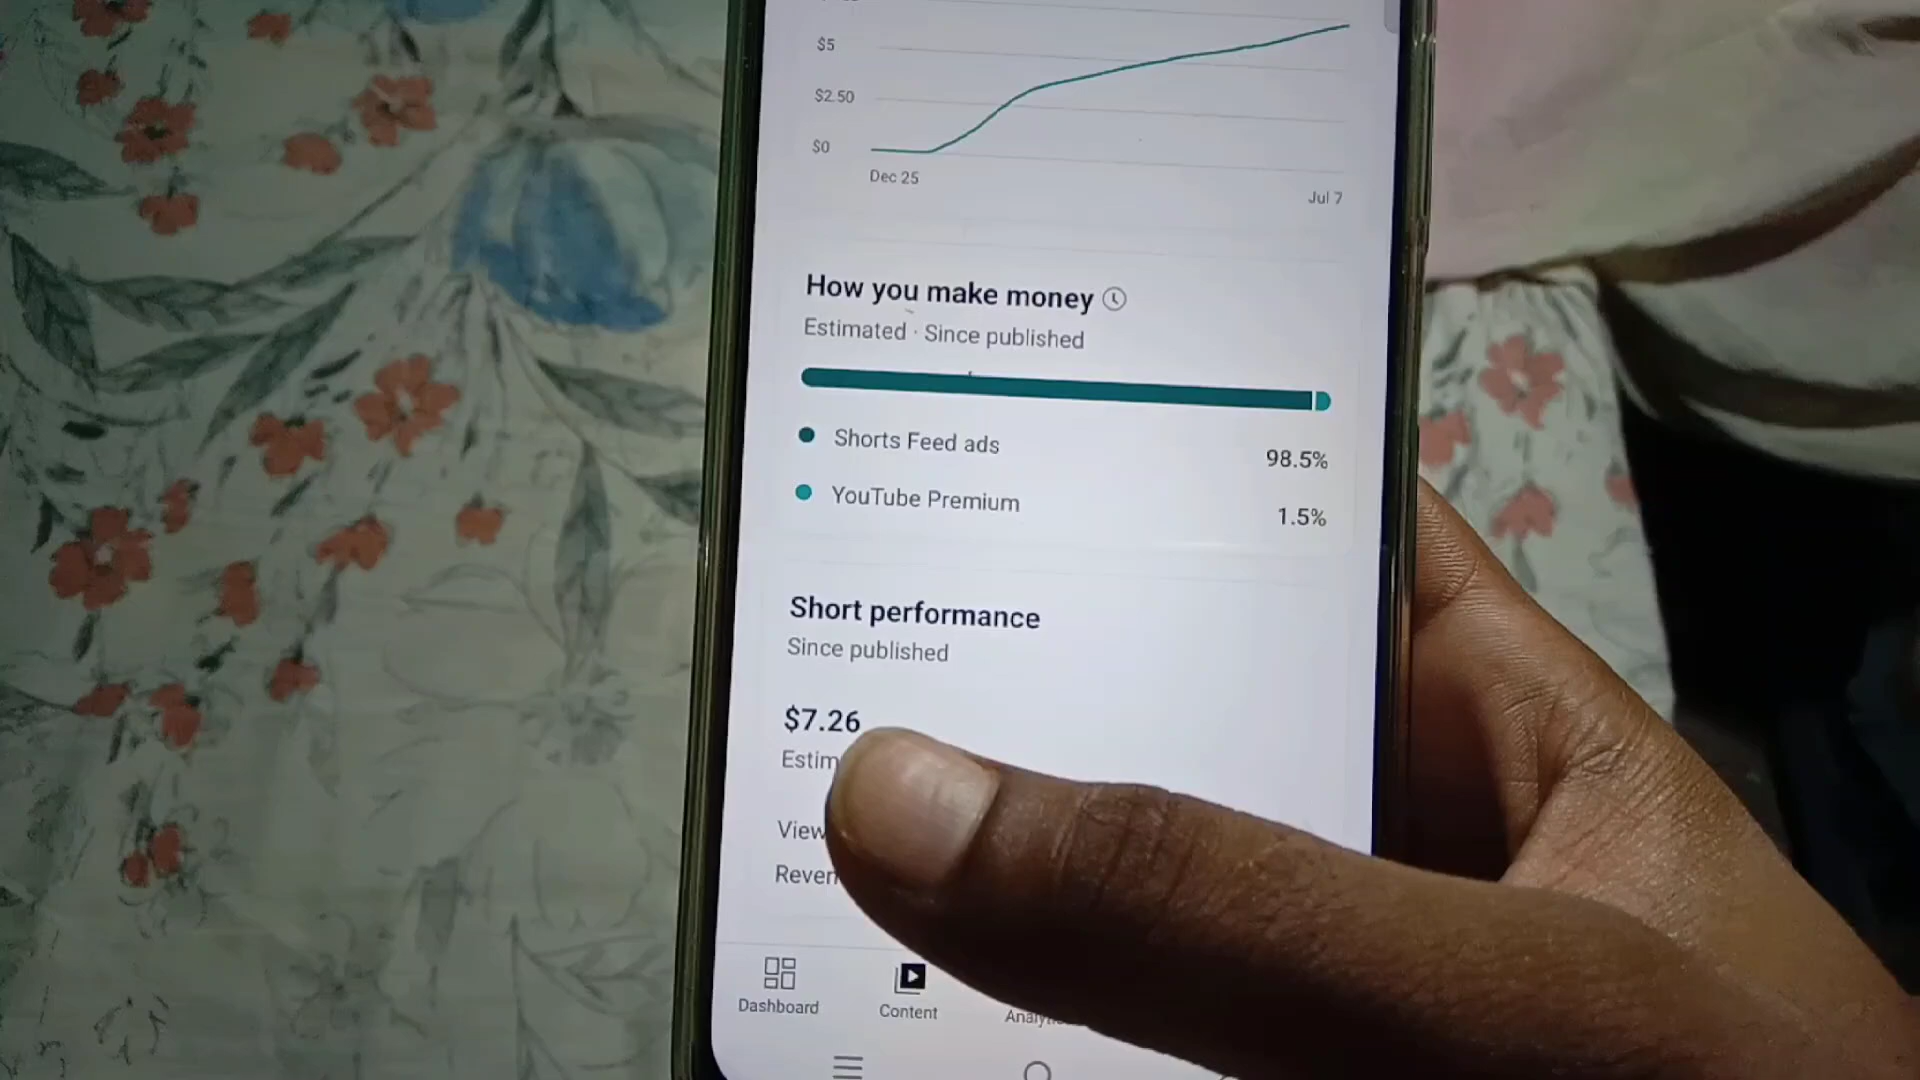 $5
$2.50
$0
Dec 25
Jul 7
How you make money
Estimated · Since published
Shorts Feed ads
98.5%
YouTube Premium
1.5%
Short performance
Since published
$7.26
Dashboard
Content